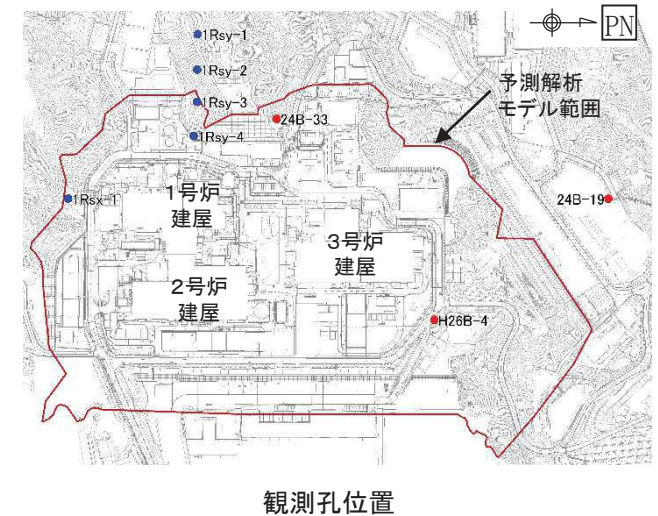 PN
1Rsy-1
1Rsy-2
1Rsy-3
1Rsy-4
24B-33
予測解析
モデル範囲
24B-19
1Rsx-1
1号炉
建屋
2号炉
建屋
3号炉
建屋
H26B-4
観測孔位置